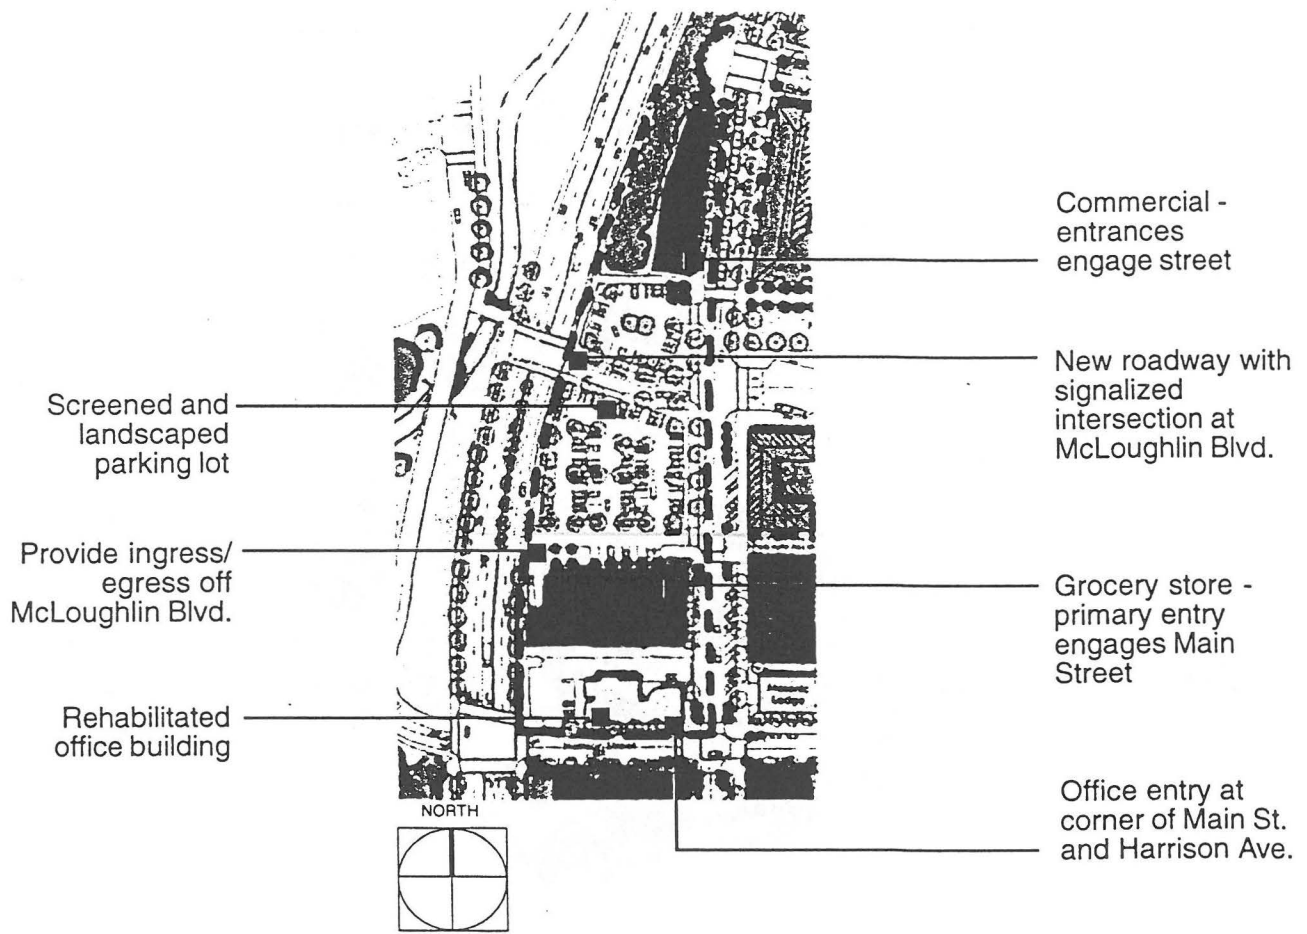 Commercial -
entrances
engage street
New roadway with
signalized
intersection at
McLoughlin Blvd.
Screened and
landscaped
parking lot
Provide ingress/
egress off
McLoughlin Blvd.
Grocery store -
primary entry
engages Main
Street
Masonic
Lodge
Rehabilitated
office building
Office entry at
corner of Main St.
and Harrison Ave.
NORTH